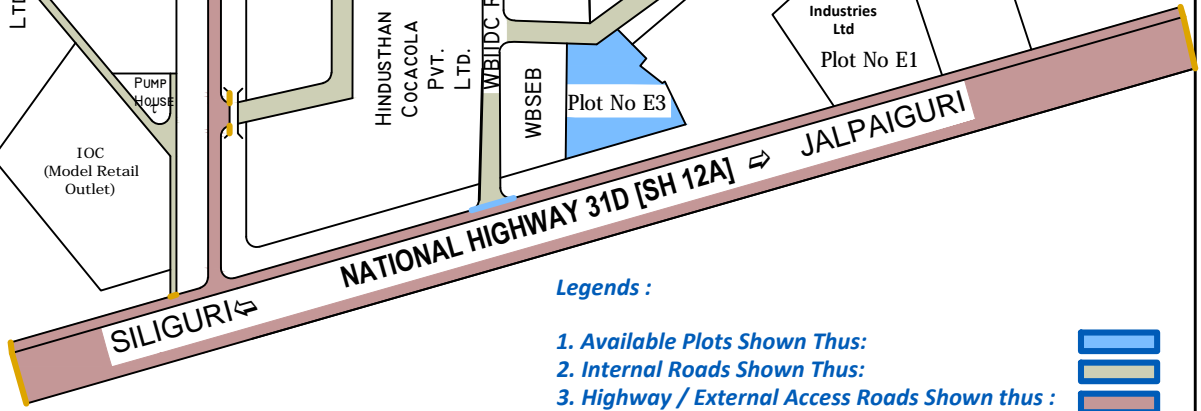 LTD
PUMP
HOUSE
IOC
(Model Retail
Outlet)
HINDUSTHAN
COCACOLA
PVT.
LTD.
WBIIDC
WBSEB
Plot No E3
Industries
Ltd
Plot No E1
SILIGURI⇦
NATIONAL HIGHWAY 31D [SH 12A] ⇨ JALPAIGURI
Legends :
1. Available Plots Shown Thus:
2. Internal Roads Shown Thus:
3. Highway / External Access Roads Shown thus :